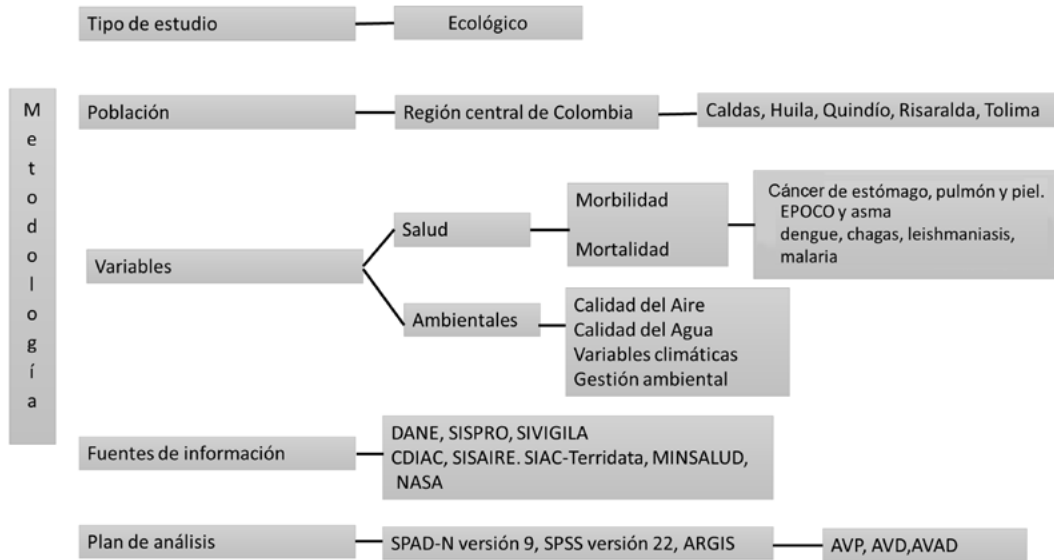 Metodología
Tipo de estudio
Ecológico
Población
Región central de Colombia
Caldas, Huila, Quindío, Risaralda, Tolima
Variables
Salud
Morbilidad
Mortalidad
Cáncer de estómago, pulmón y piel.
EPOCO y asma
dengue, chagas, leishmaniasis,
malaria
Ambientales
Calidad del Aire
Calidad del Agua
Variables climáticas
Gestión ambiental
Fuentes de información
DANE, SISPRO, SIVIGILA
CDIAC, SISAIRE. SIAC-Terridata, MINSALUD,
NASA
Plan de análisis
SPAD-N versión 9, SPSS versión 22, ARGIS
AVP, AVD,AVAD